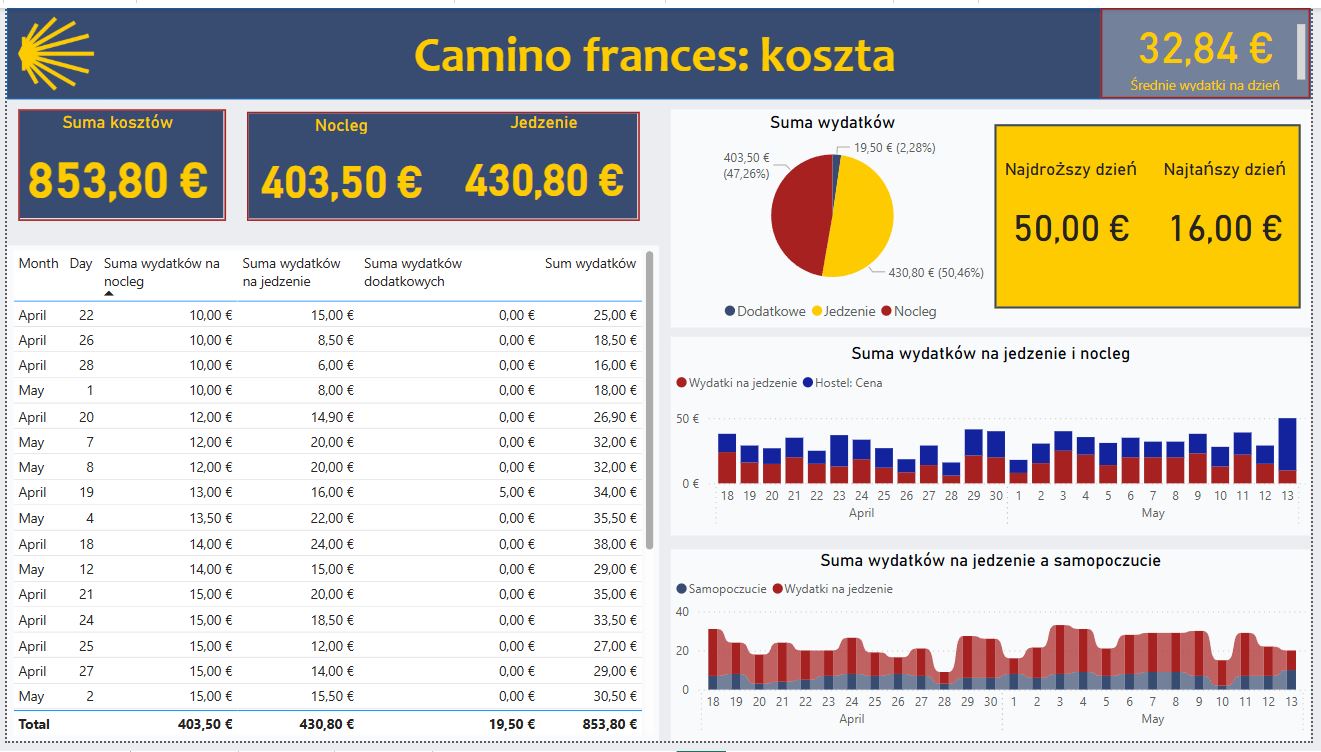 Camino frances: koszta
32,84 €
Średnie wydatki na dzień
Suma kosztów
853,80 €
Nocleg Jedzenie
403,50 € 430,80 €
Month Day Suma wydatków na nocleg Suma wydatków na jedzenie Suma wydatków dodatkowych Sum wydatków
April 22 10,00 € 15,00 € 0,00 € 25,00 €
April 26 10,00 € 8,50 € 0,00 € 18,50 €
April 28 10,00 € 6,00 € 0,00 € 16,00 €
May 1 10,00 € 8,00 € 0,00 € 18,00 €
April 20 12,00 € 14,90 € 0,00 € 26,90 €
May 7 12,00 € 20,00 € 0,00 € 32,00 €
May 8 12,00 € 20,00 € 0,00 € 32,00 €
April 19 13,00 € 16,00 € 5,00 € 34,00 €
May 4 13,50 € 22,00 € 0,00 € 35,50 €
April 18 14,00 € 24,00 € 0,00 € 38,00 €
May 12 14,00 € 15,00 € 0,00 € 29,00 €
April 21 15,00 € 20,00 € 0,00 € 35,00 €
April 24 15,00 € 18,50 € 0,00 € 33,50 €
April 25 15,00 € 12,00 € 0,00 € 27,00 €
April 27 15,00 € 14,00 € 0,00 € 29,00 €
May 2 15,00 € 15,50 € 0,00 € 30,50 €
Total 403,50 € 430,80 € 19,50 € 853,80 €
Suma wydatków
19,50 € (2,28%)
403,50 €
(47,26%)
430,80 € (50,46%)
Dodatkowe Jedzenie Nocleg
Najdroższy dzień Najtańszy dzień
50,00 € 16,00 €
Suma wydatków na jedzenie i nocleg
Wydatki na jedzenie Hostel: Cena
50 €
0 €
18 19 20 21 22 23 24 25 26 27 28 29 30 1 2 3 4 5 6 7 8 9 10 11 12 13
April May
Suma wydatków na jedzenie a samopoczucie
Samopoczucie Wydatki na jedzenie
40
20
0
18 19 20 21 22 23 24 25 26 27 28 29 30 1 2 3 4 5 6 7 8 9 10 11 12 13
April May